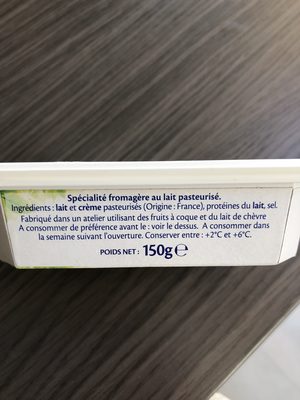 Spécialité fromagère au lait pasteurisé.
Ingrédients : lait et crème pasteurisés (Origine : France), protéines du lait, sel.
Fabriqué dans un atelier utilisant des fruits à coque et du lait de chèvre
A consommer de préférence avant le : voir le dessus. A consommer dans
la semaine suivant l'ouverture. Conserver entre : +2°C et +6°C.
POIDS NET : 150g e